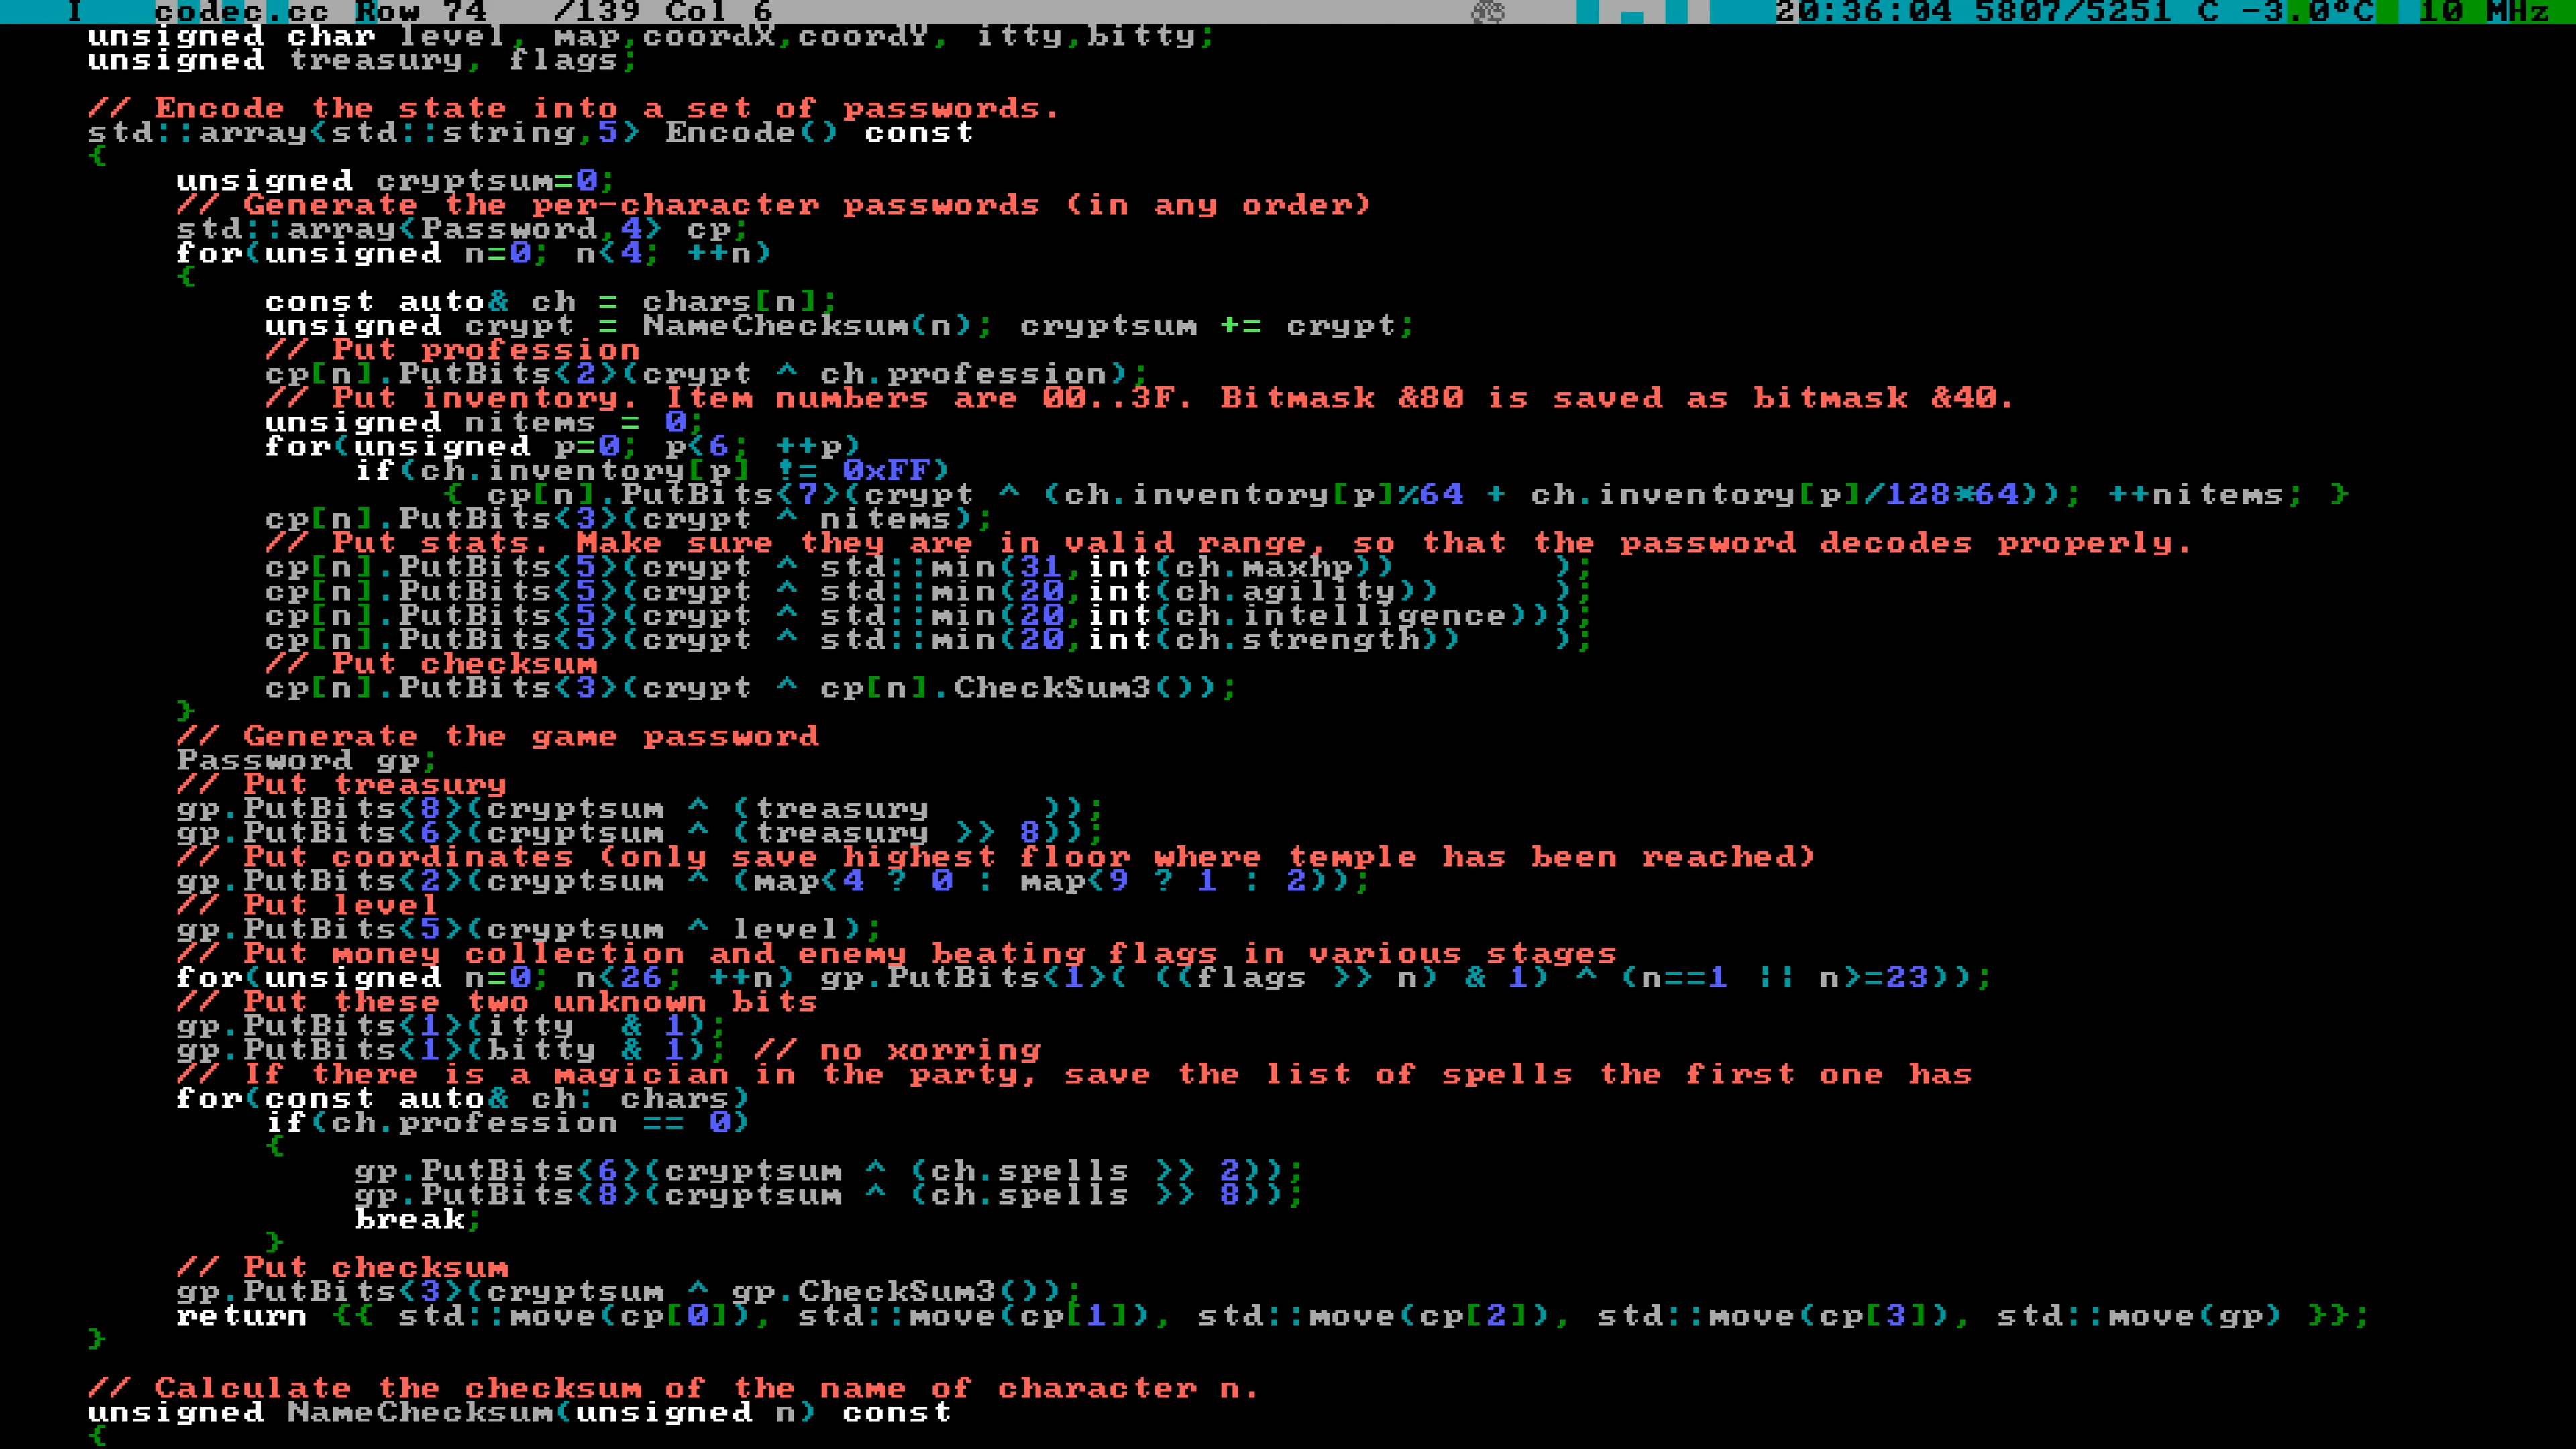 I    codec.cc Row 74   /139 Col 6    20:36:04 5807/5251 C -3.0ºC  10 MHz
    unsigned char level, map,coordX,coordY, itty,bitty;
    unsigned treasury, flags;

    // Encode the state into a set of passwords.
    std::array<std::string,5> Encode() const
    {
        unsigned cryptsum=0;
        // Generate the per-character passwords (in any order)
        std::array<Password,4> cp;
        for(unsigned n=0; n<4; ++n)
        {
            const auto& ch = chars[n];
            unsigned crypt = NameChecksum(n); cryptsum += crypt;
            // Put profession
            cp[n].PutBits<2>(crypt ^ ch.profession);
            // Put inventory. Item numbers are 00..3F. Bitmask &80 is saved as bitmask &40.
            unsigned nitems = 0;
            for(unsigned p=0; p<6; ++p)
                if(ch.inventory[p] != 0xFF)
                    { cp[n].PutBits<7>(crypt ^ (ch.inventory[p]%64 + ch.inventory[p]/128*64)); ++nitems; }
            cp[n].PutBits<3>(crypt ^ nitems);
            // Put stats. Make sure they are in valid range, so that the password decodes properly.
            cp[n].PutBits<5>(crypt ^ std::min(31,int(ch.maxhp))       );
            cp[n].PutBits<5>(crypt ^ std::min(20,int(ch.agility))     );
            cp[n].PutBits<5>(crypt ^ std::min(20,int(ch.intelligence)));
            cp[n].PutBits<5>(crypt ^ std::min(20,int(ch.strength))    );
            // Put checksum
            cp[n].PutBits<3>(crypt ^ cp[n].CheckSum3());
        }
        // Generate the game password
        Password gp;
        // Put treasury
        gp.PutBits<8>(cryptsum ^ (treasury     ));
        gp.PutBits<6>(cryptsum ^ (treasury >> 8));
        // Put coordinates (only save highest floor where temple has been reached)
        gp.PutBits<2>(cryptsum ^ (map<4 ? 0 : map<9 ? 1 : 2));
        // Put level
        gp.PutBits<5>(cryptsum ^ level);
        // Put money collection and enemy beating flags in various stages
        for(unsigned n=0; n<26; ++n) gp.PutBits<1>( ((flags >> n) & 1) ^ (n==1 || n>=23));
        // Put these two unknown bits
        gp.PutBits<1>(itty  & 1);
        gp.PutBits<1>(bitty & 1); // no xorring
        // If there is a magician in the party, save the list of spells the first one has
        for(const auto& ch: chars)
            if(ch.profession == 0)
            {
                gp.PutBits<6>(cryptsum ^ (ch.spells >> 2));
                gp.PutBits<8>(cryptsum ^ (ch.spells >> 8));
                break;
            }
        // Put checksum
        gp.PutBits<3>(cryptsum ^ gp.CheckSum3());
        return {{ std::move(cp[0]), std::move(cp[1]), std::move(cp[2]), std::move(cp[3]), std::move(gp) }};
    }

    // Calculate the checksum of the name of character n.
    unsigned NameChecksum(unsigned n) const
    {